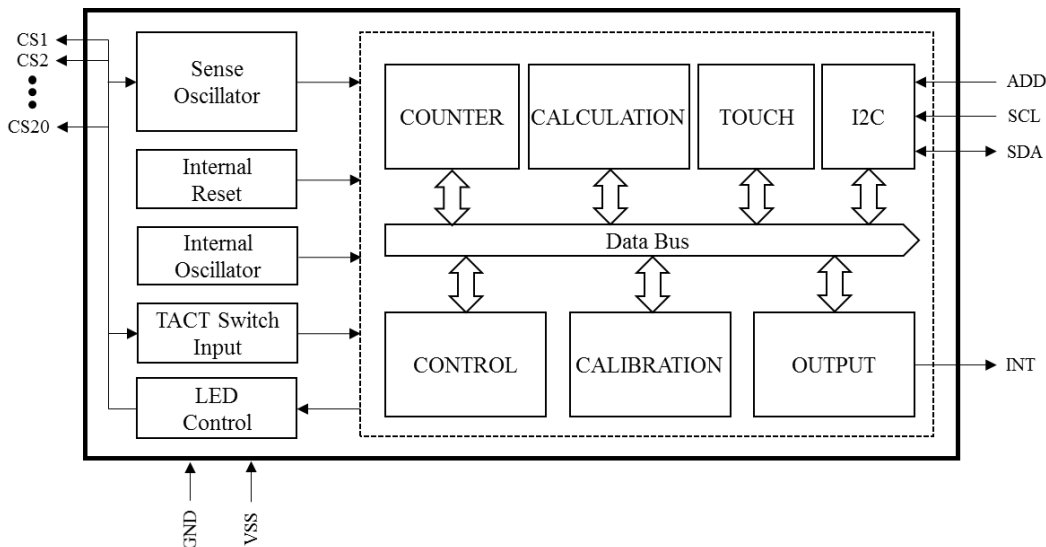 CS1
CS2
CS20
Sense
Oscillator
Internal
Reset
Internal
Oscillator
TACT Switch
Input
LED
Control
COUNTER
CALCULATION
TOUCH
I2C
ADD
SCL
SDA
Data Bus
CONTROL
CALIBRATION
OUTPUT
INT
GND
VSS